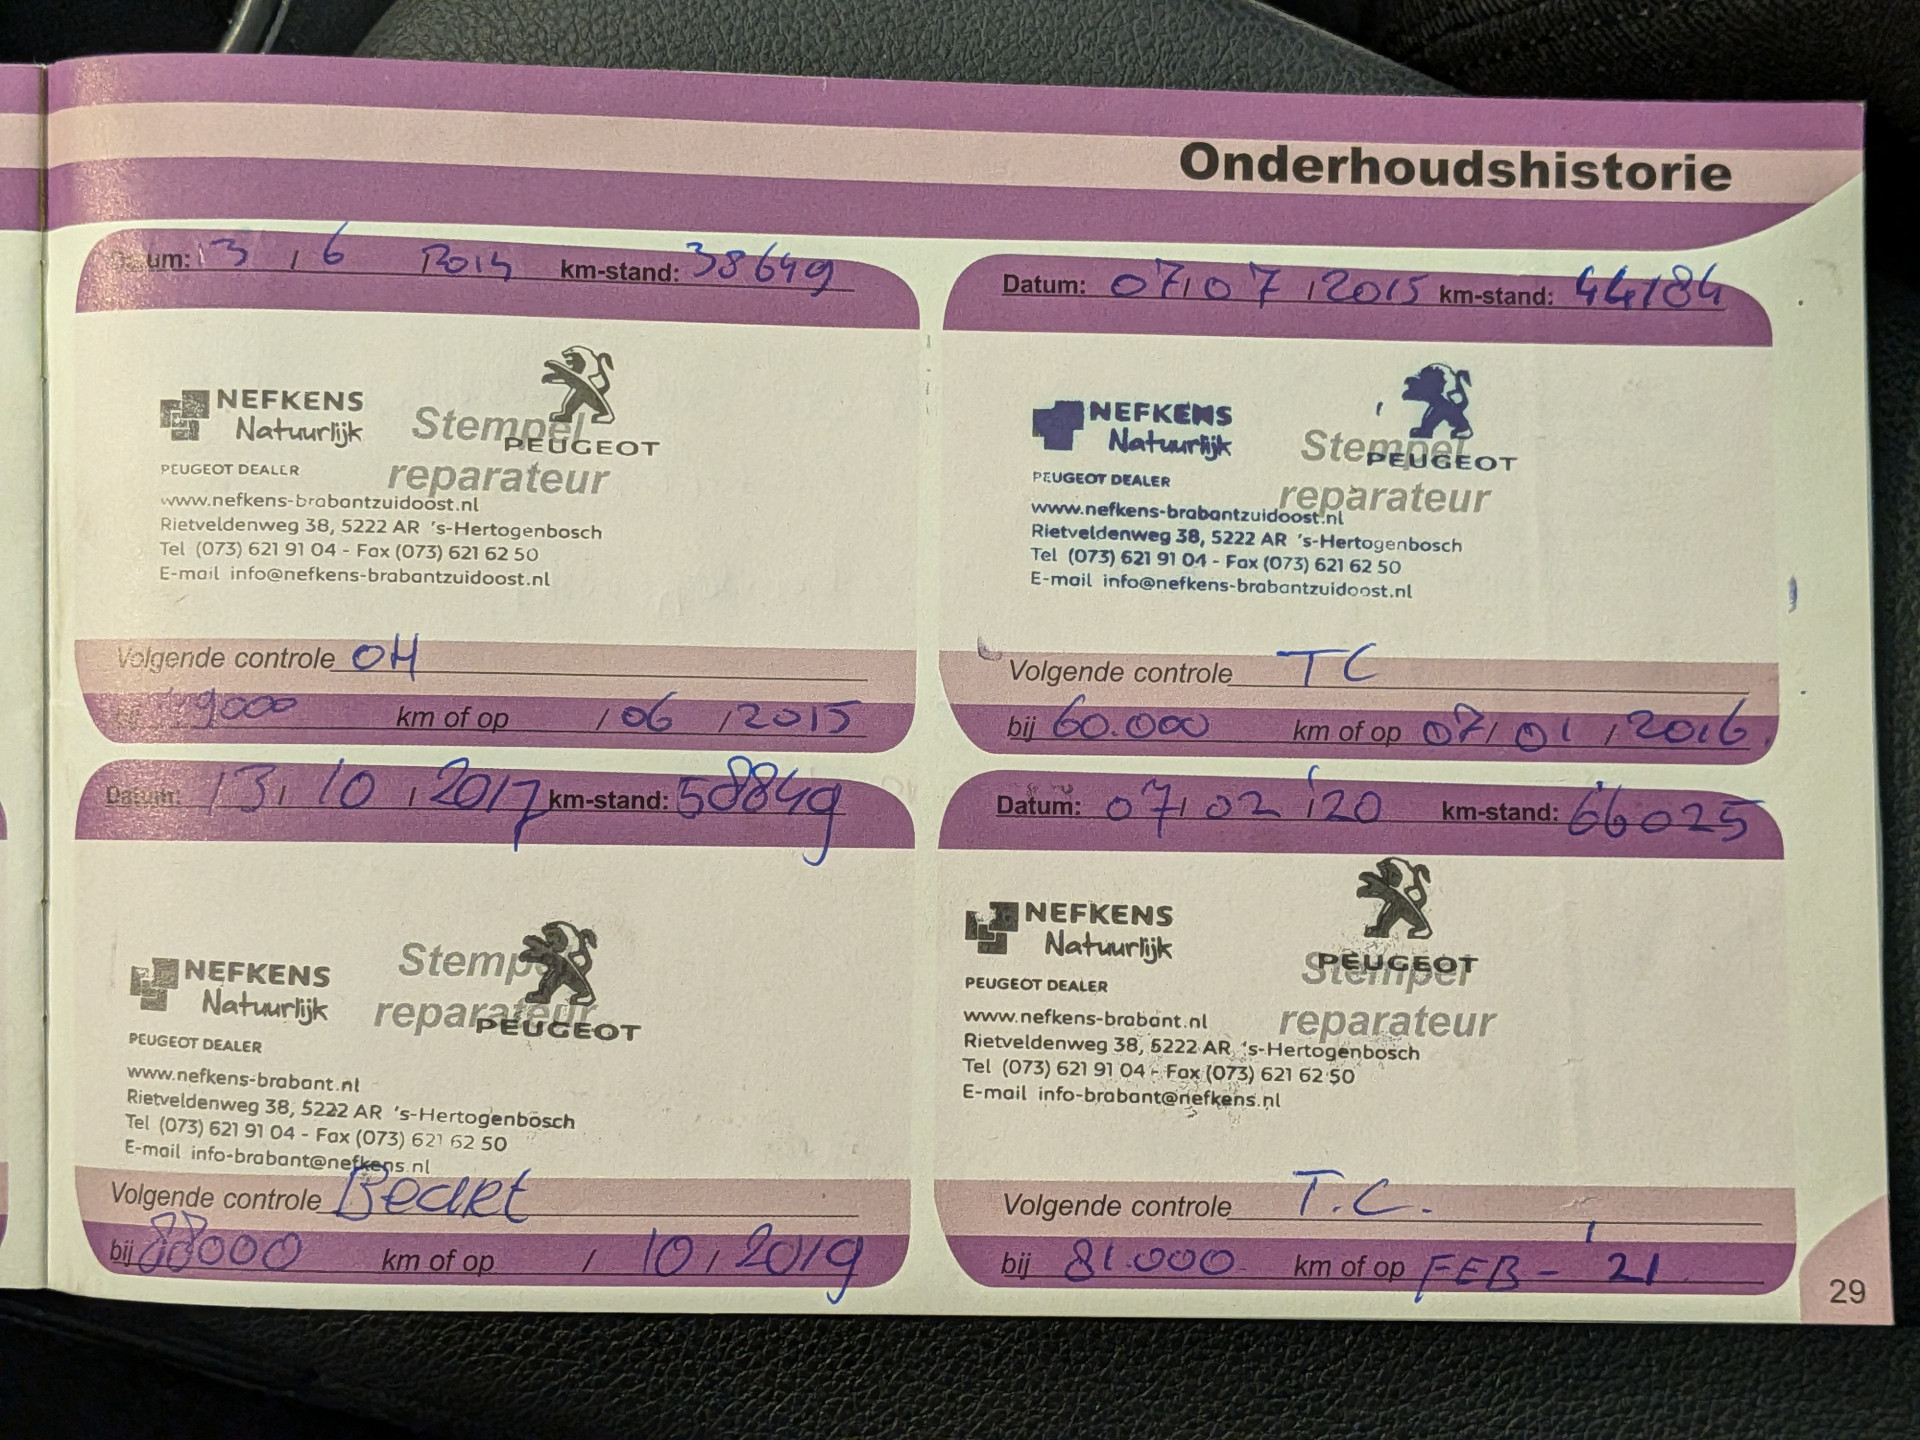 Onderhoudshistorie
Datum: 13 / 6 / 2014 km-stand: 38649
NEFKENS
Natuurlijk
PEUGEOT
Stempel
reparateur
PEUGEOT DEALER
www.nefkens-brabantzuidoost.nl
Rietveldenweg 38, 5222 AR 's-Hertogenbosch
Tel (073) 621 91 04 - Fax (073) 621 62 50
E-mail info@nefkens-brabantzuidoost.nl
Volgende controle OH
km of op / 06 / 2015
Datum: 07 / 07 / 2015 km-stand: 44184
NEFKENS
Natuurlijk
PEUGEOT
Stempel
reparateur
PEUGEOT DEALER
www.nefkens-brabantzuidoost.nl
Rietveldenweg 38, 5222 AR 's-Hertogenbosch
Tel (073) 621 91 04 - Fax (073) 621 62 50
E-mail info@nefkens-brabantzuidoost.nl
Volgende controle TC
bij 60.000 km of op 07 / 01 / 2016.
Datum: 13 / 10 / 2017 km-stand: 58849
NEFKENS
Natuurlijk
Stempel
reparateur
PEUGEOT
PEUGEOT DEALER
www.nefkens-brabant.nl
Rietveldenweg 38, 5222 AR 's-Hertogenbosch
Tel (073) 621 91 04 - Fax (073) 621 62 50
E-mail info-brabant@nefkens.nl
Volgende controle
bij 88000 km of op / 10 / 2019
Datum: 07 / 02 / '20 km-stand: 66025
NEFKENS
Natuurlijk
PEUGEOT
Stempel
reparateur
PEUGEOT DEALER
www.nefkens-brabant.nl
Rietveldenweg 38, 5222 AR 's-Hertogenbosch
Tel (073) 621 91 04 - Fax (073) 621 62 50
E-mail info-brabant@nefkens.nl
Volgende controle T.C.
bij 81.000 km of op FEB - '21
29